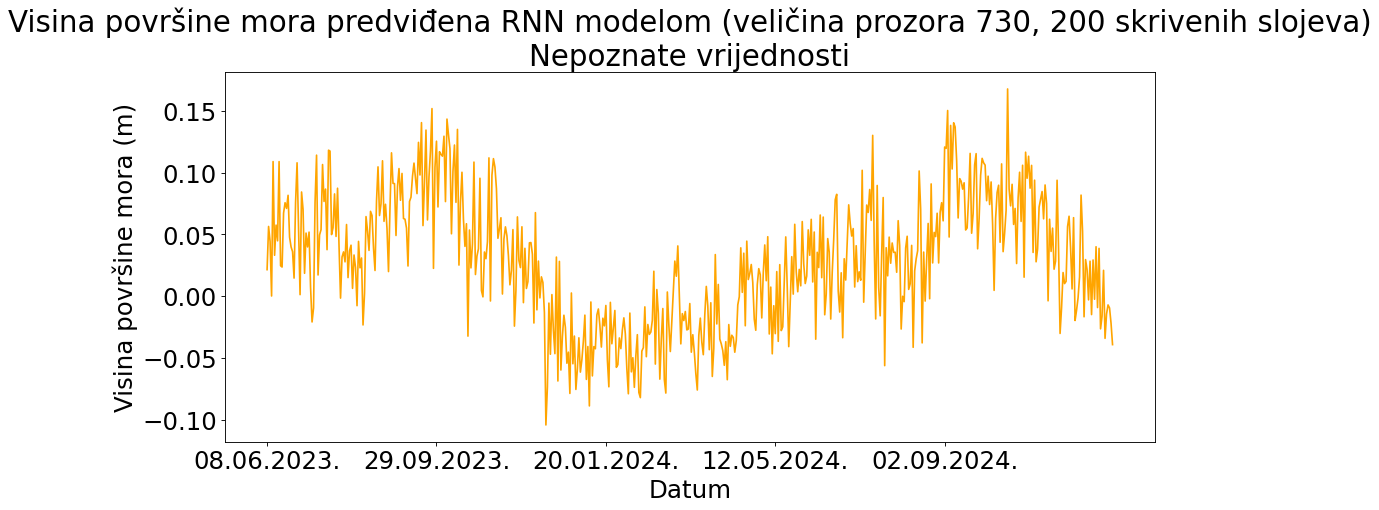 Visina površine mora predviđena RNN modelom (veličina prozora 730, 200 skrivenih slojeva)
Nepoznate vrijednosti
Visina površine mora (m)
0.15
0.10
0.05
0.00
−0.05
−0.10
08.06.2023. 29.09.2023. 20.01.2024. 12.05.2024. 02.09.2024.
Datum